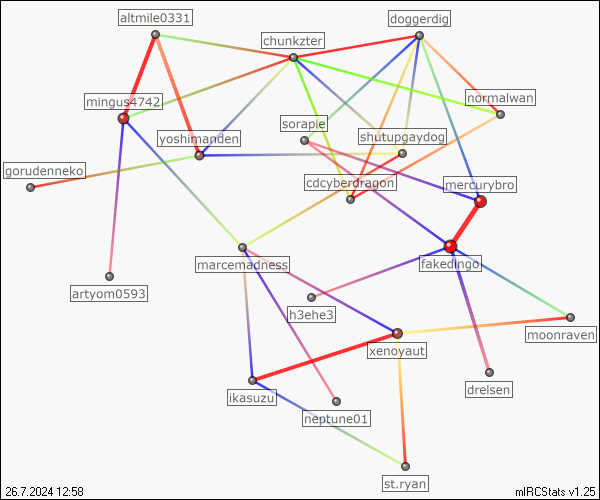 altmile0331
doggerdig
chunkzter
mingus4742
normalwan
sorapie
shutupgaydog
yoshimanden
gorudenneko
cdcyberdragon
mercurybro
marcemadness
fakedingo
artyom0593
h3ehe3
moonraven
xenoyaut
drelsen
ikasuzu
neptune01
st.ryan
26.7.2024 12:58
mIRCStats v1.25